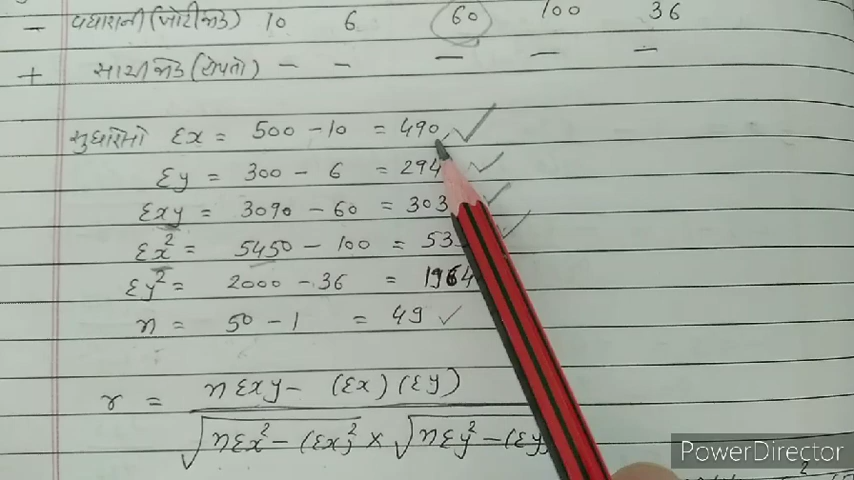 - વધારાની (ખોટી જોડ) 10 6 60 100 36
+ સાચી જોડ ( ) - - - - -
Σx = 500 - 10 = 490 ✓
Σy = 300 - 6 = 294 ✓
Σxy = 3090 - 60 = 303
Σx² = 5450 - 100 = 53
Σy² = 2000 - 36 = 1964
n = 50 - 1 = 49 ✓
r = nΣxy - (Σx)(Σy)
√nΣx² - (Σx)² × √nΣy² - (Σy)
PowerDirector